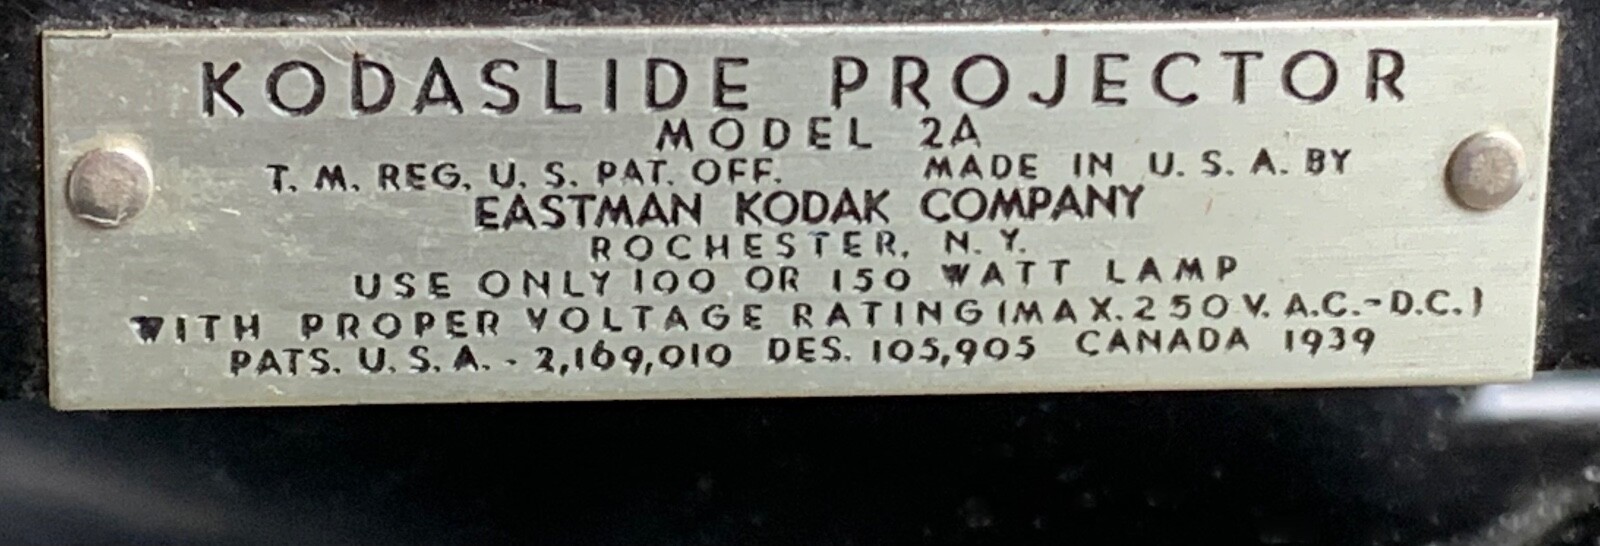 KODASLIDE PROJECTOR
MODEL 2A
T. M. REG. U. S. PAT. OFF. MADE IN U. S. A. BY
EASTMAN KODAK COMPANY
ROCHESTER, N. Y.
USE ONLY 100 OR 150 WATT LAMP
WITH PROPER VOLTAGE RATING (MAX. 250 V. A.C.-D.C.)
PATS. U. S. A. - 2,169,010 DES. 105,905 CANADA 1939